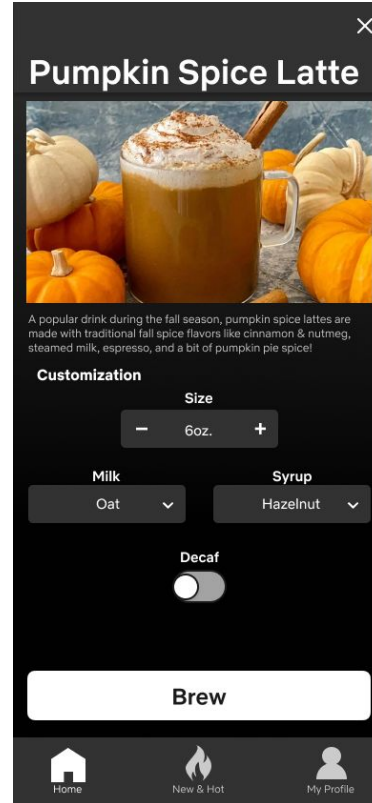 Pumpkin Spice Latte
A popular drink during the fall season, pumpkin spice lattes are
made with traditional fall spice flavors like cinnamon & nutmeg,
steamed milk, espresso, and a bit of pumpkin pie spice!
Customization
Size
− 6oz. +
Milk
Syrup
Oat
Hazelnut
Decaf
Brew
Home
New & Hot
My Profile